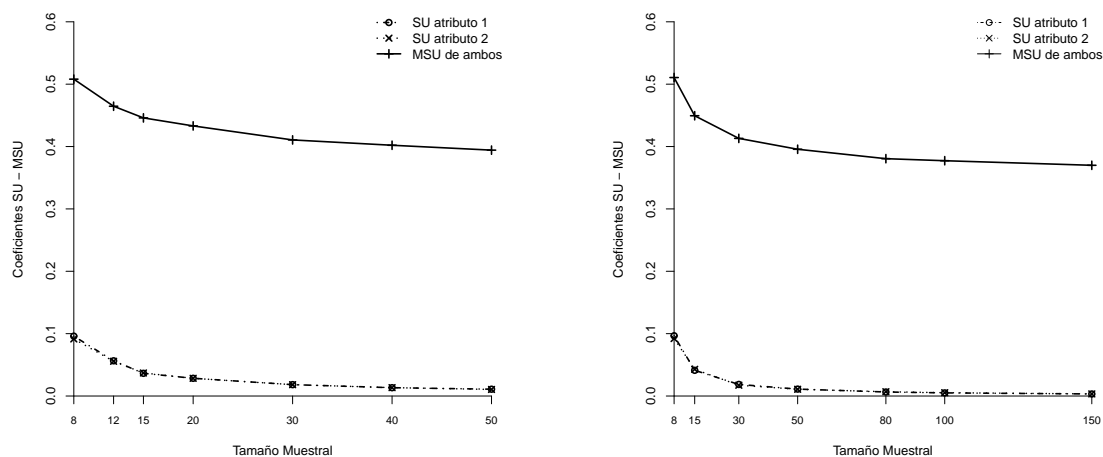 0.6
0.5
0.4
0.3
0.2
0.1
0.0
Coeficientes SU − MSU
SU atributo 1
SU atributo 2
MSU de ambos
8 12 15 20 30 40 50
Tamaño Muestral
0.6
0.5
0.4
0.3
0.2
0.1
0.0
Coeficientes SU − MSU
SU atributo 1
SU atributo 2
MSU de ambos
8 15 30 50 80 100 150
Tamaño Muestral